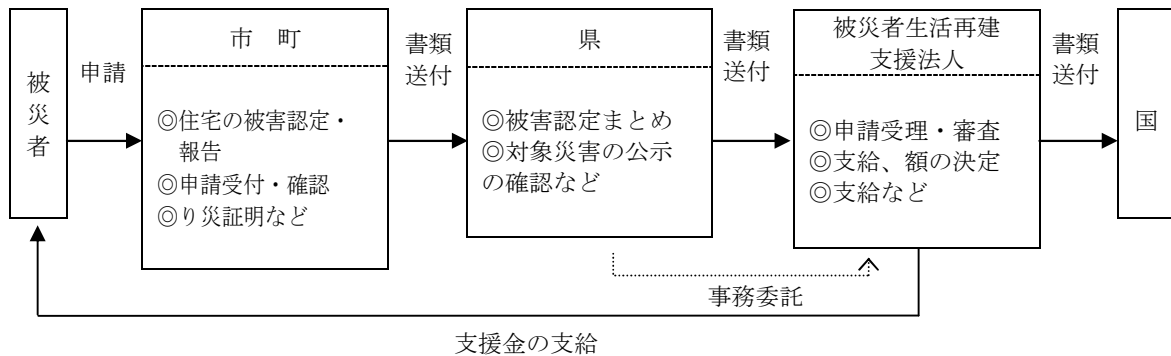 被災者
申請
市　町
◎住宅の被害認定・
報告
◎申請受付・確認
◎り災証明など
書類
送付
県
◎被害認定まとめ
◎対象災害の公示
の確認など
書類
送付
被災者生活再建
支援法人
◎申請受理・審査
◎支給、額の決定
◎支給など
書類
送付
国
事務委託
支援金の支給